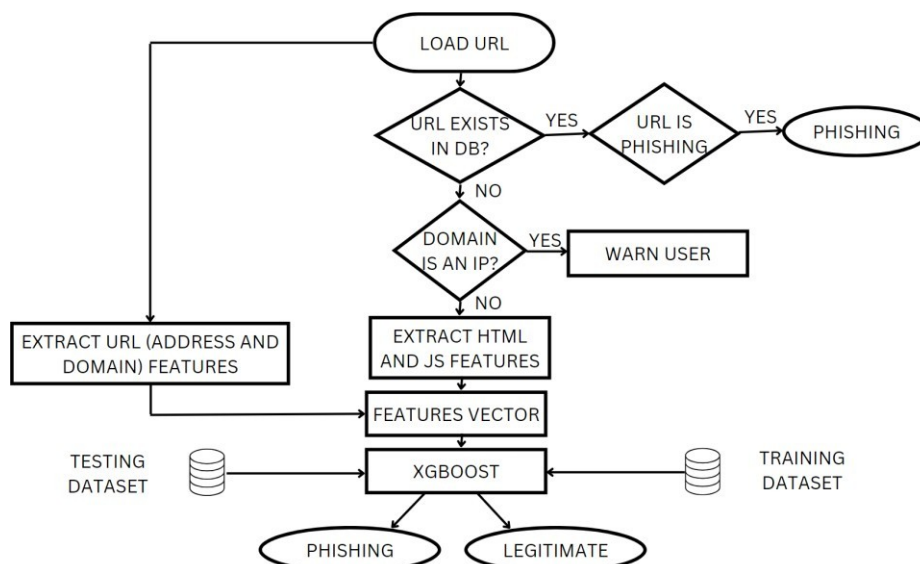 LOAD URL
URL EXISTS
IN DB?
YES
URL IS
PHISHING
YES
PHISHING
NO
DOMAIN
IS AN IP?
YES
WARN USER
NO
EXTRACT URL (ADDRESS AND
DOMAIN) FEATURES
EXTRACT HTML
AND JS FEATURES
FEATURES VECTOR
TESTING
DATASET
XGBOOST
TRAINING
DATASET
PHISHING
LEGITIMATE